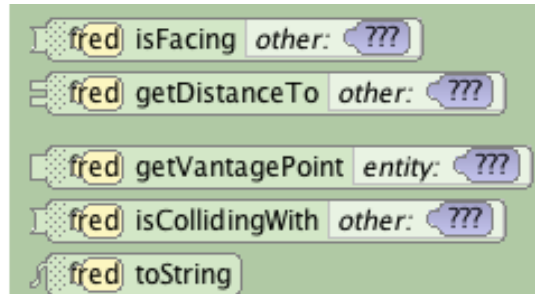 fred isFacing other: ???
fred getDistanceTo other: ???
fred getVantagePoint entity: ???
fred isCollidingWith other: ???
fred toString